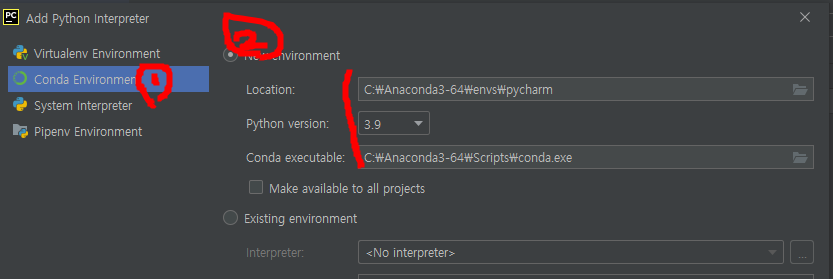 PC Add Python Interpreter
Virtualenv Environment
Conda Environment 1
System Interpreter
Pipenv Environment
2
New environment
Location: C:₩Anaconda3-64₩envs₩pycharm
Python version: 3.9
Conda executable: C:₩Anaconda3-64₩Scripts₩conda.exe
Make available to all projects
Existing environment
Interpreter: <No interpreter> ...